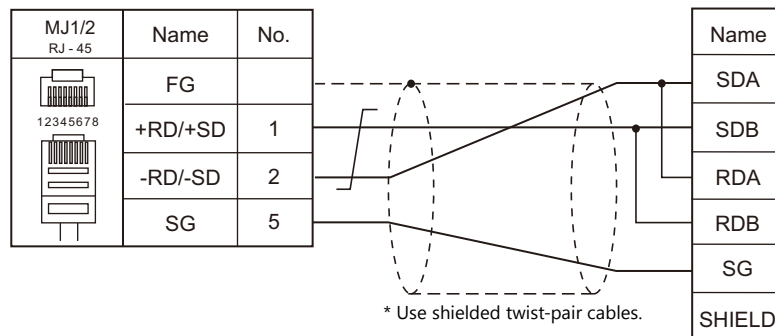 MJ1/2
RJ - 45
Name No.
FG
12345678
+RD/+SD 1
-RD/-SD 2
SG 5
* Use shielded twist-pair cables.
Name
SDA
SDB
RDA
RDB
SG
SHIELD